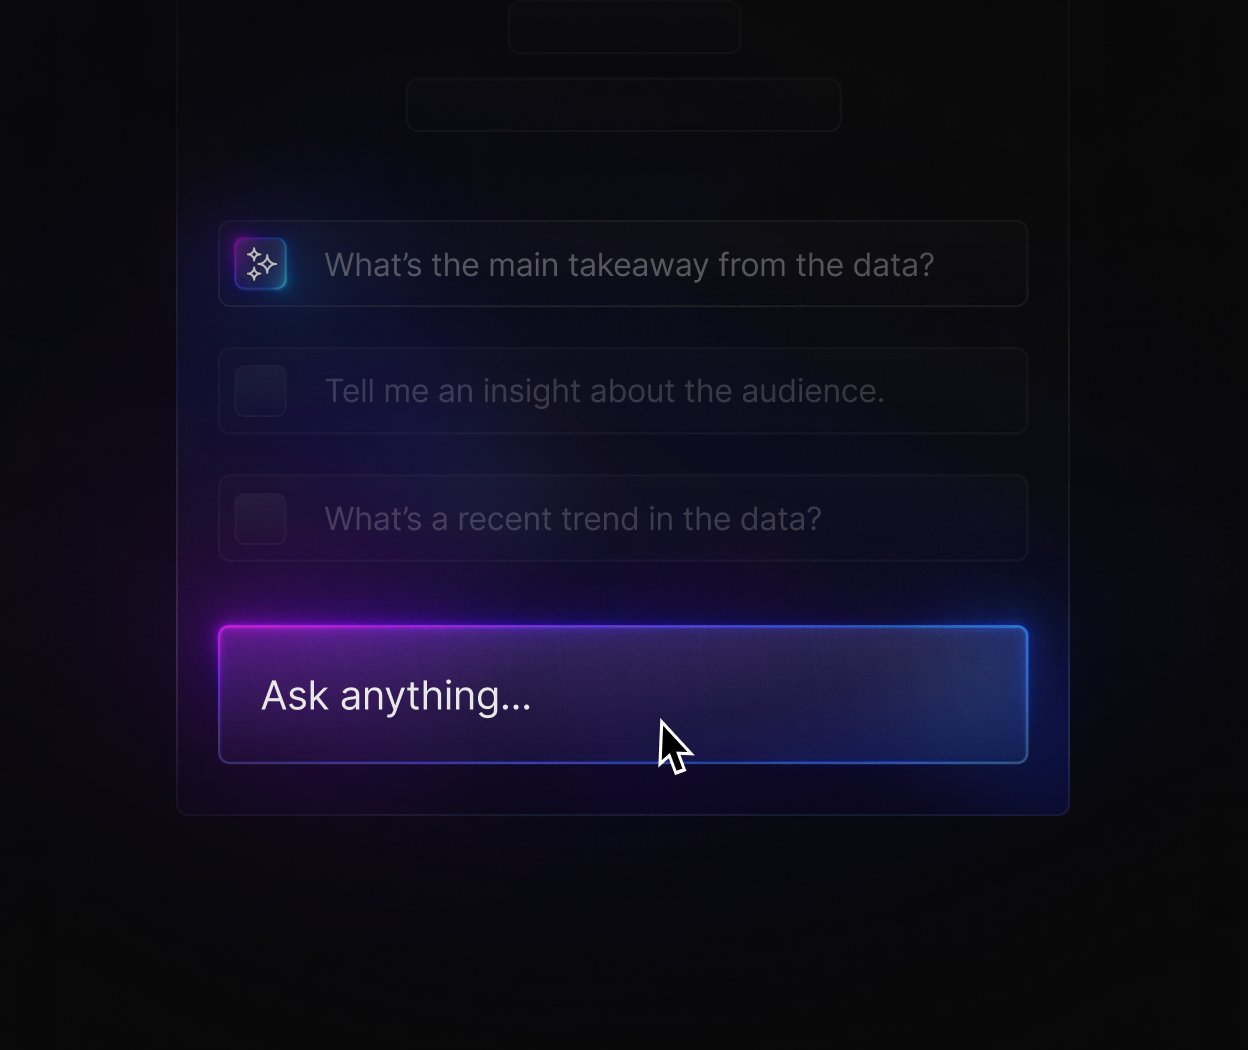 What’s the main takeaway from the data?
Tell me an insight about the audience.
What’s a recent trend in the data?
Ask anything...